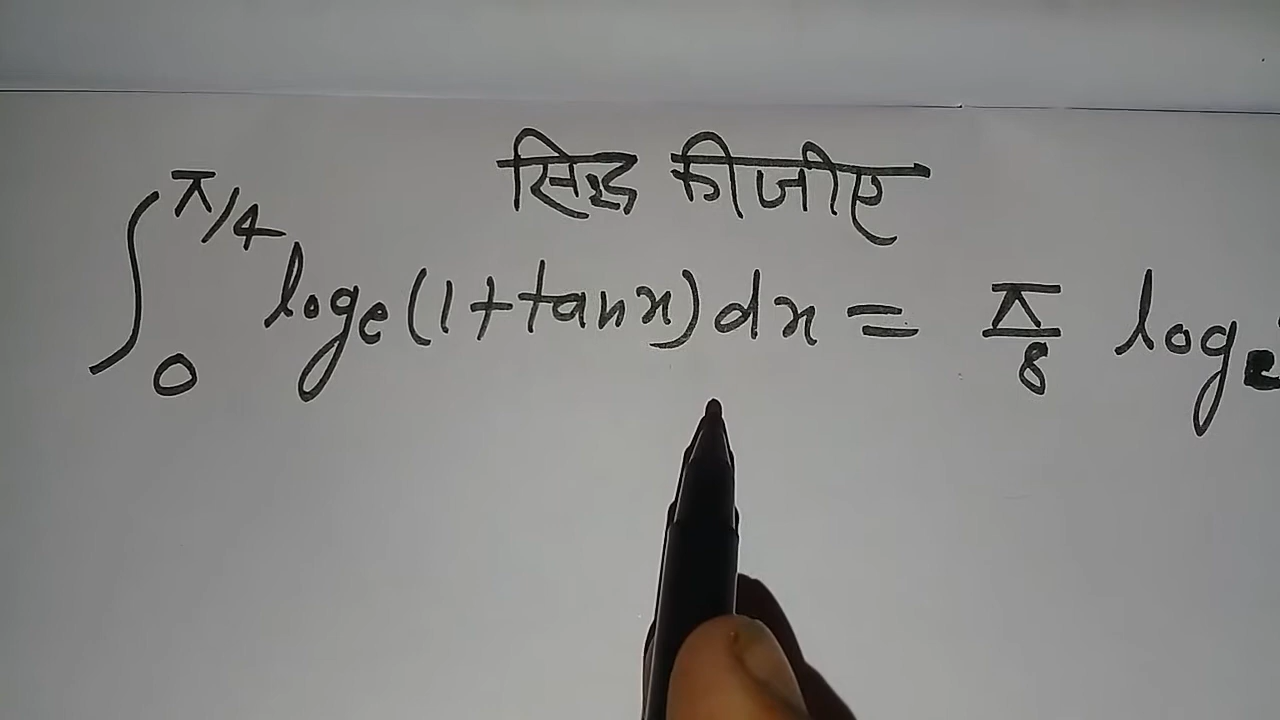 सिद्ध कीजीए
∫₀^π/4 logₑ(1+tanx)dx = π/8 logₑ